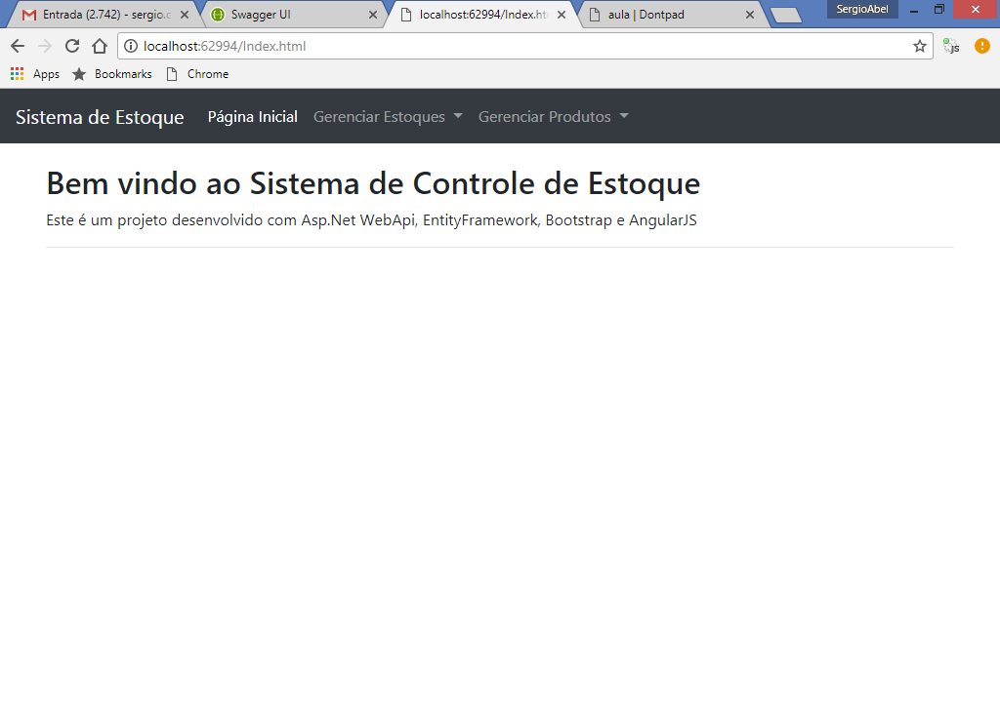 Entrada (2.742) - sergio.c
Swagger UI
localhost:62994/Index.ht
aula | Dontpad
SergioAbel
localhost:62994/Index.html
js
Apps
Bookmarks
Chrome
Sistema de Estoque
Página Inicial
Gerenciar Estoques
Gerenciar Produtos
Bem vindo ao Sistema de Controle de Estoque
Este é um projeto desenvolvido com Asp.Net WebApi, EntityFramework, Bootstrap e AngularJS